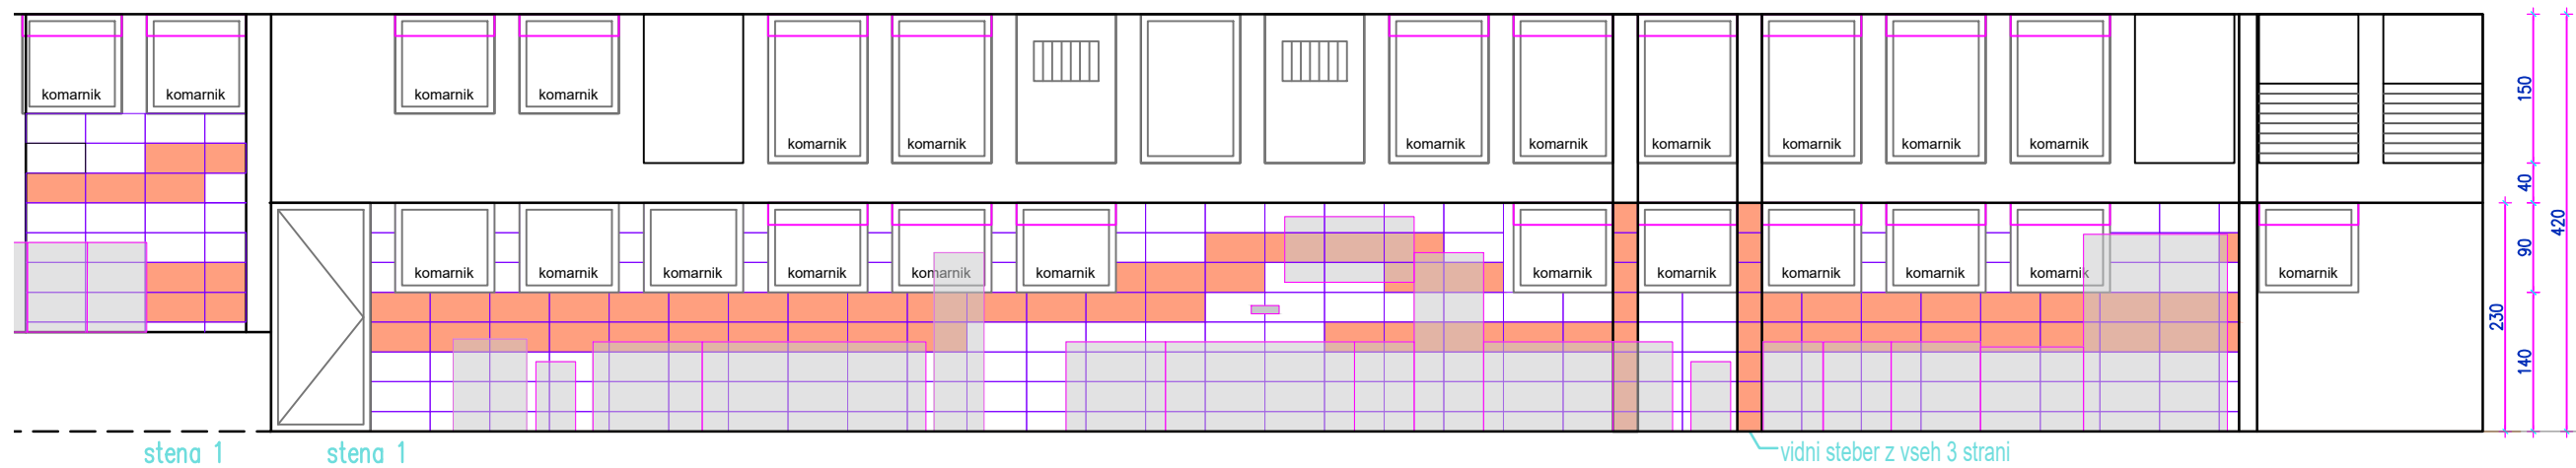 komarnik komarnik komarnik komarnik
komarnik komarnik komarnik komarnik komarnik komarnik komarnik komarnik
komarnik komarnik komarnik komarnik komarnik komarnik komarnik komarnik komarnik komarnik komarnik komarnik
150
40
90
140
230
420
stena 1
stena 1
vidni steber z vseh 3 strani